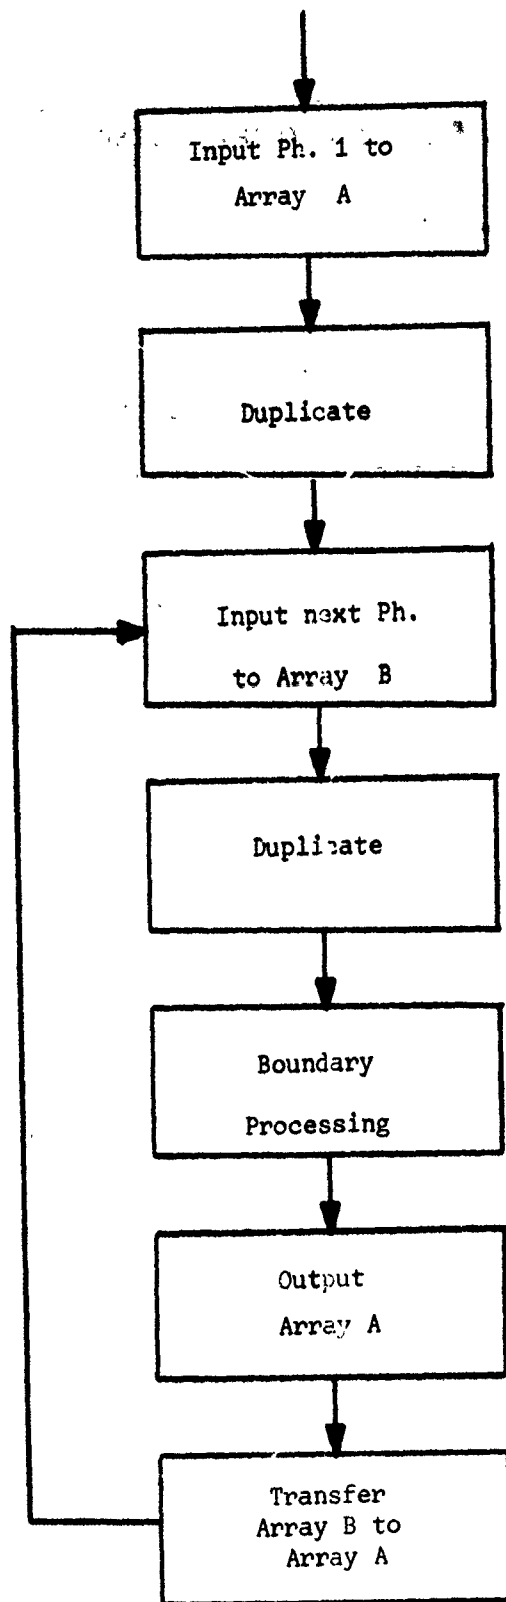 Input Ph. 1 to
Array A
Duplicate
Input next Ph.
to Array B
Duplicate
Boundary
Processing
Output
Array A
Transfer
Array B to
Array A